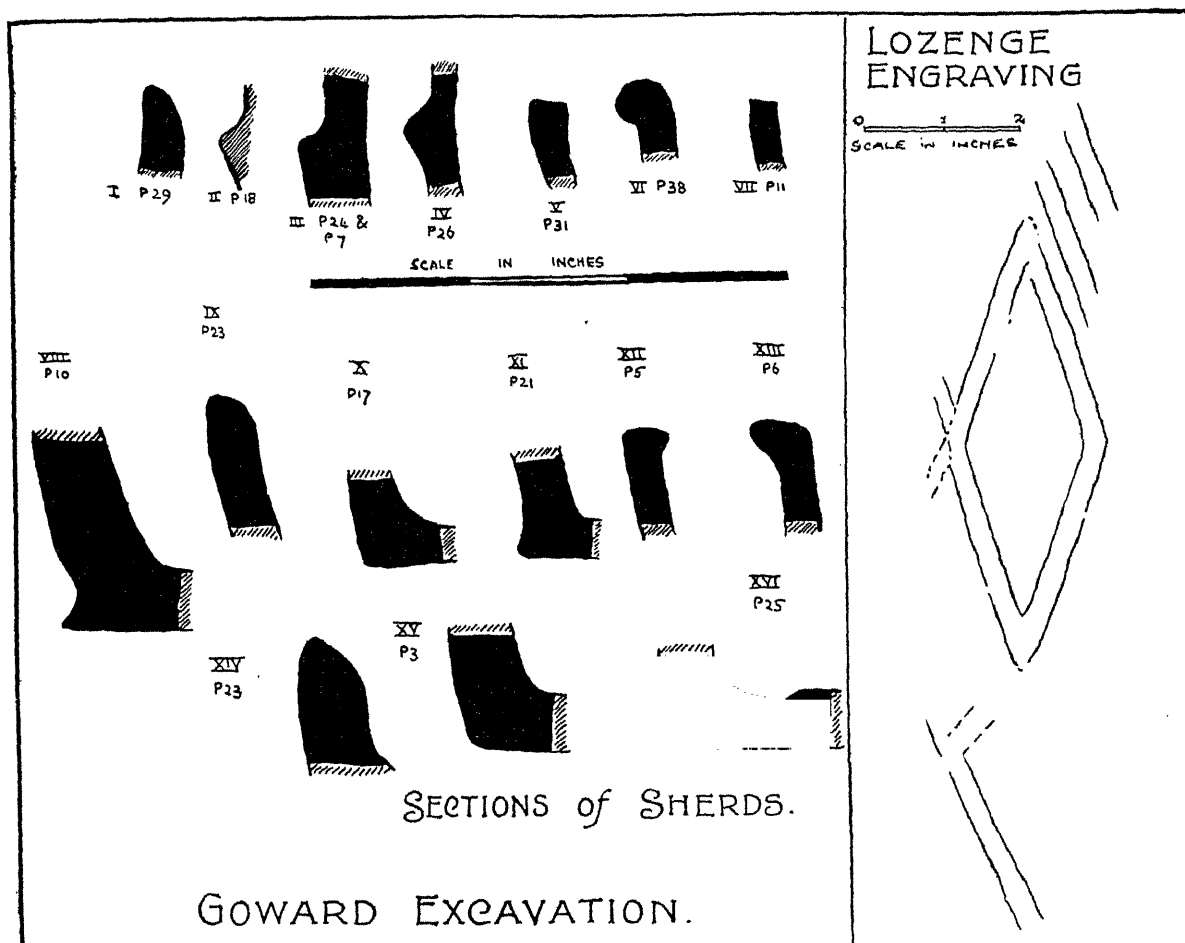 LOZENGE
ENGRAVING
0 1 2
SCALE IN INCHES
I P29
II P18
III P24 &
P7
IV
P26
V
P31
VI P38
VII P11
SCALE IN INCHES
VIII
P10
IX
P23
X
P17
XI
P21
XII
P5
XIII
P6
XIV
P23
XV
P3
XVI
P25
SECTIONS of SHERDS.
GOWARD EXCAVATION.